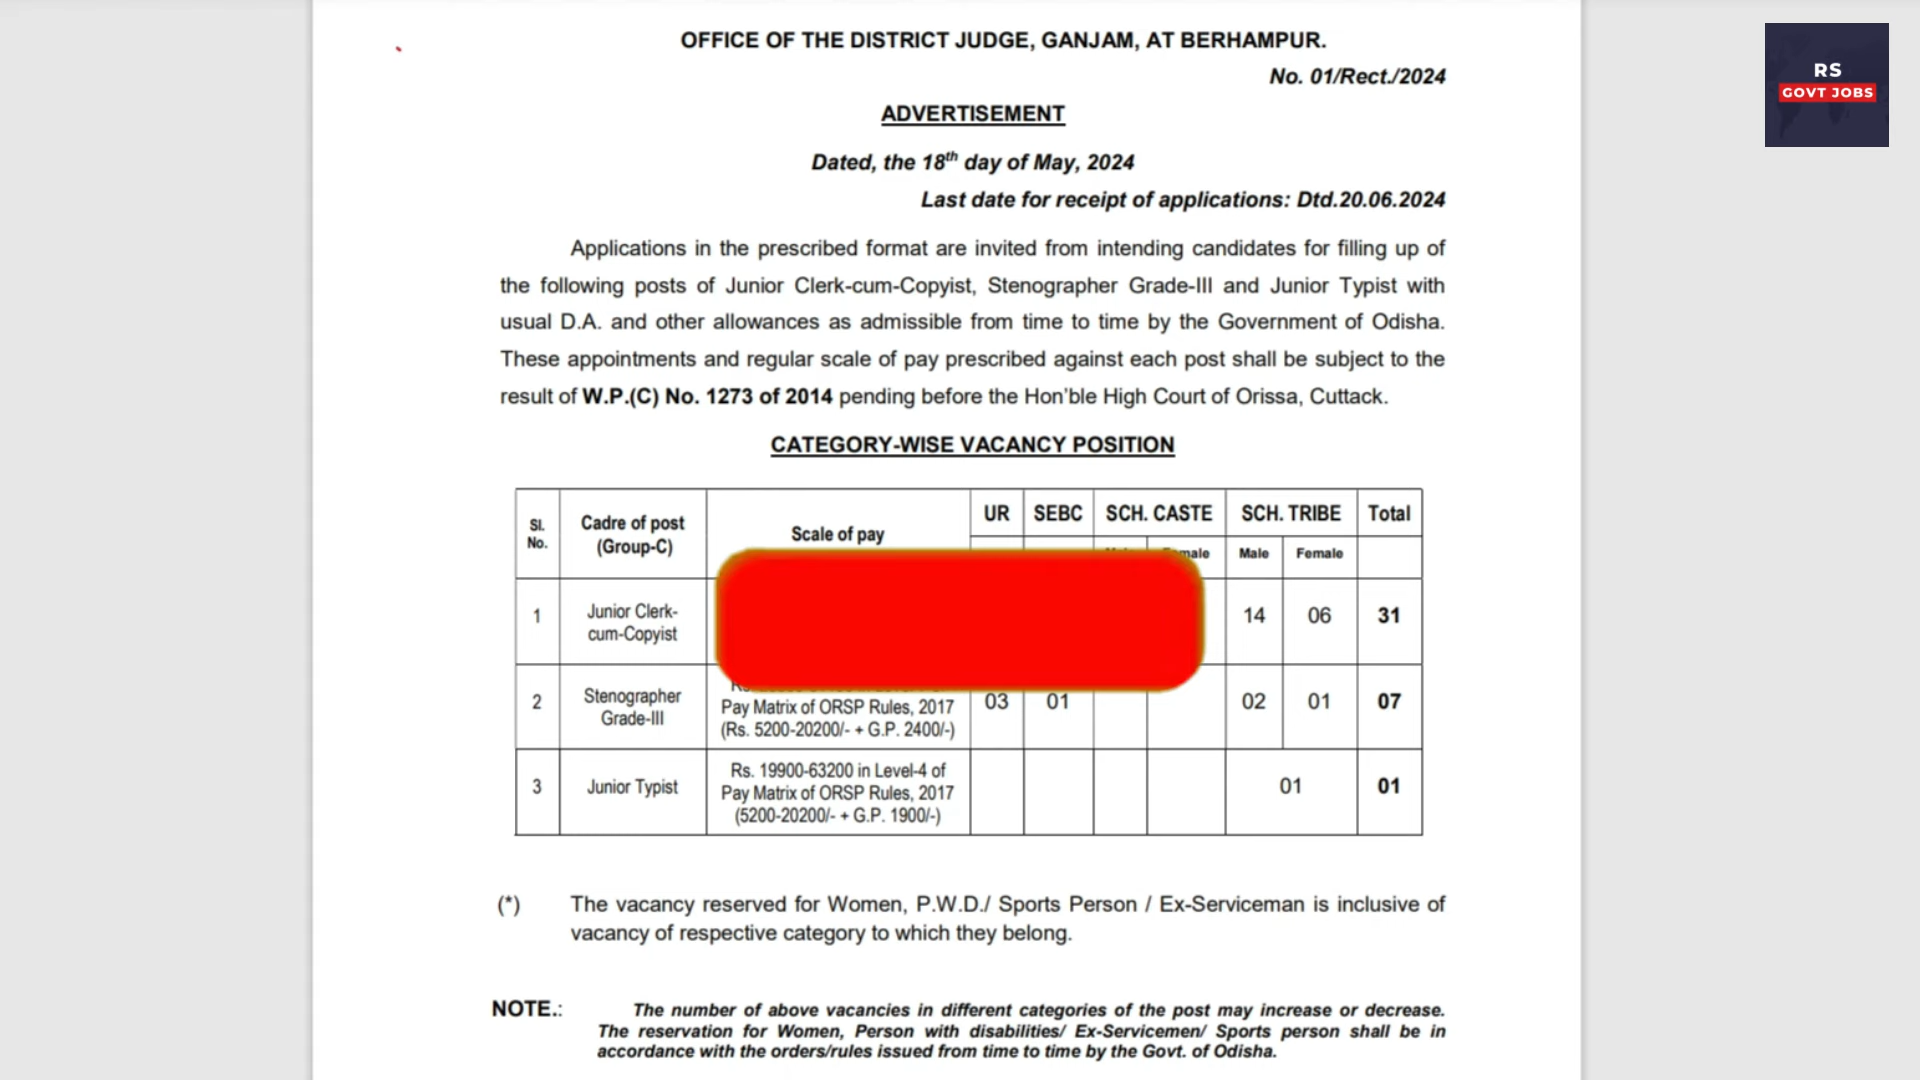 OFFICE OF THE DISTRICT JUDGE, GANJAM, AT BERHAMPUR.
No. 01/Rect./2024
RS
GOVT JOBS
ADVERTISEMENT
Dated, the 18th day of May, 2024
Last date for receipt of applications: Dtd.20.06.2024
Applications in the prescribed format are invited from intending candidates for filling up of
the following posts of Junior Clerk-cum-Copyist, Stenographer Grade-III and Junior Typist with
usual D.A. and other allowances as admissible from time to time by the Government of Odisha.
These appointments and regular scale of pay prescribed against each post shall be subject to the
result of W.P.(C) No. 1273 of 2014 pending before the Hon'ble High Court of Orissa, Cuttack.
CATEGORY-WISE VACANCY POSITION
Sl. No. Cadre of post (Group-C) Scale of pay UR SEBC SCH. CASTE SCH. TRIBE Total
Male Female
1 Junior Clerk-cum-Copyist 14 06 31
2 Stenographer Grade-III Pay Matrix of ORSP Rules, 2017 (Rs. 5200-20200/- + G.P. 2400/-) 03 01 02 01 07
3 Junior Typist Rs. 19900-63200 in Level-4 of Pay Matrix of ORSP Rules, 2017 (5200-20200/- + G.P. 1900/-) 01 01
(*) The vacancy reserved for Women, P.W.D./ Sports Person / Ex-Serviceman is inclusive of
vacancy of respective category to which they belong.
NOTE.: The number of above vacancies in different categories of the post may increase or decrease.
The reservation for Women, Person with disabilities/ Ex-Servicemen/ Sports person shall be in
accordance with the orders/rules issued from time to time by the Govt. of Odisha.